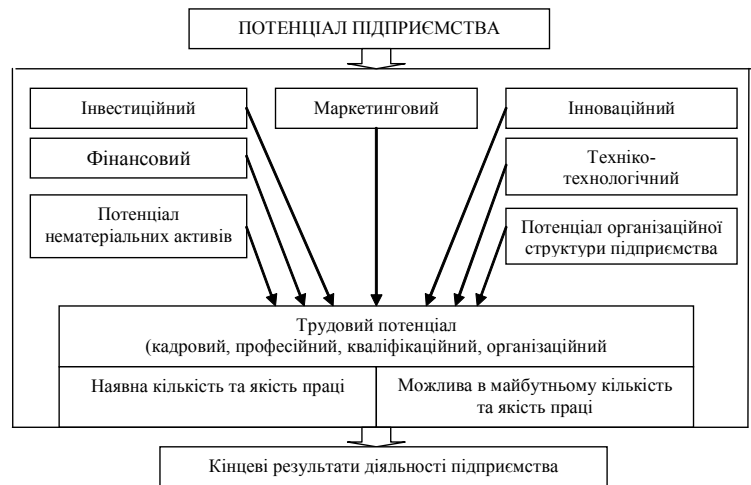 ПОТЕНЦІАЛ ПІДПРИЄМСТВА
Інвестиційний
Маркетинговий
Інноваційний
Фінансовий
Техніко-
технологічний
Потенціал
нематеріальних активів
Потенціал організаційної
структури підприємства
Трудовий потенціал
(кадровий, професійний, кваліфікаційний, організаційний
Наявна кількість та якість праці
Можлива в майбутньому кількість
та якість праці
Кінцеві результати діяльності підприємства